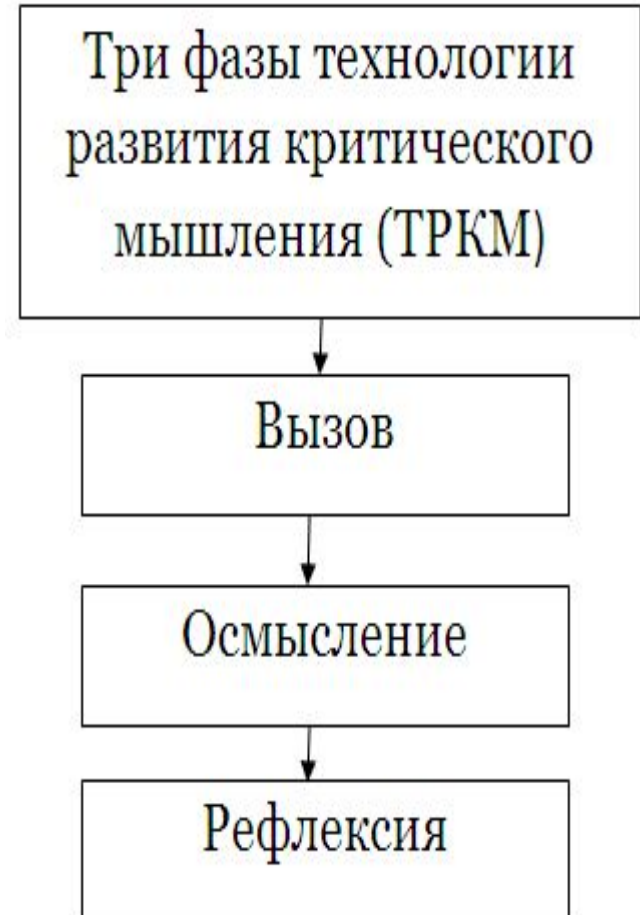 Три фазы технологии
развития критического
мышления (ТРКМ)
Вызов
Осмысление
Рефлексия